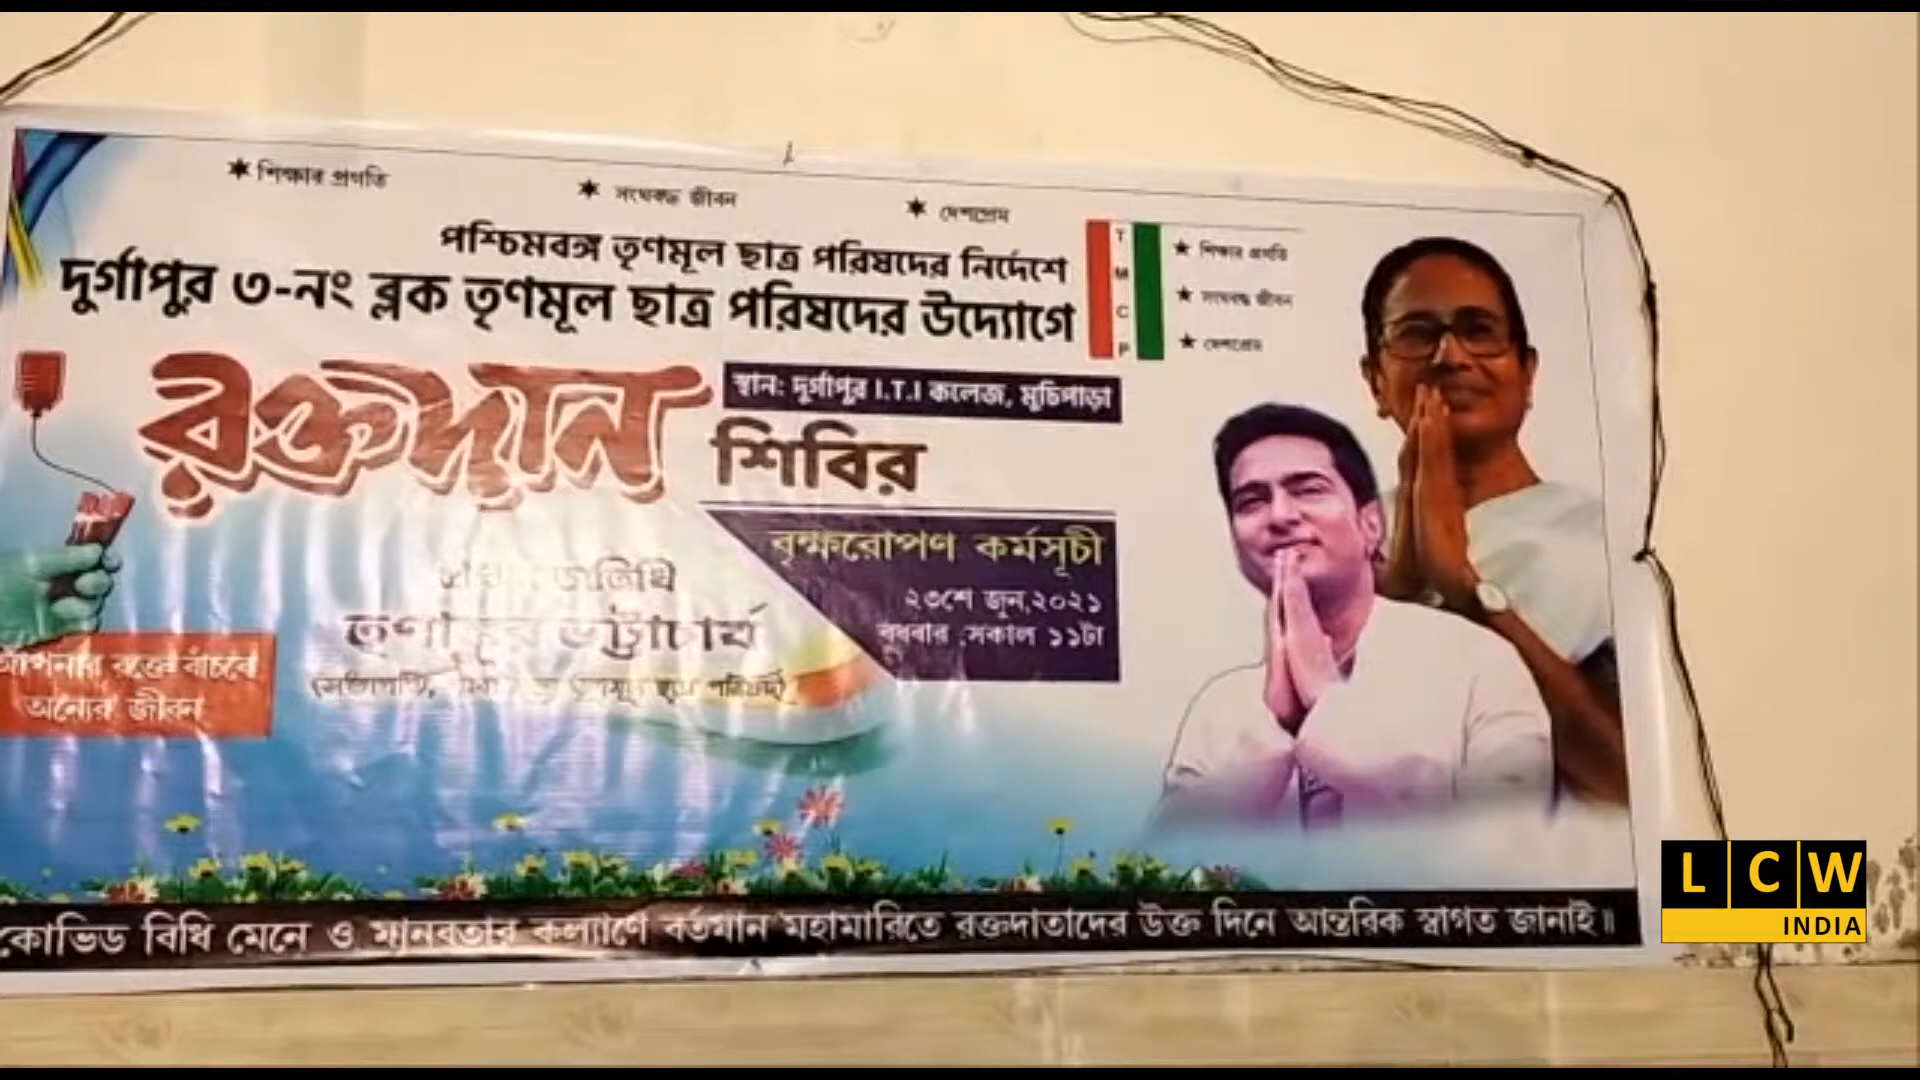 ✶ শিক্ষার প্রগতি ✶ সংঘবদ্ধ জীবন ✶ দেশপ্রেম
পশ্চিমবঙ্গ তৃণমূল ছাত্র পরিষদের নির্দেশে
দুর্গাপুর ৩-নং ব্লক তৃণমূল ছাত্র পরিষদের উদ্যোগে
T M C P
★ শিক্ষার প্রগতি
★ সংঘবদ্ধ জীবন
★ দেশপ্রেম
রক্তদান
স্থান: দুর্গাপুর I.T.I কলেজ, মুচিপাড়া
শিবির
বৃক্ষরোপণ কর্মসূচী
২৩শে জুন,২০২১
বুধবার ,সকাল ১১টা
অতিথি
ভট্টাচার্য
আপনার রক্তে বাঁচবে
অন্যের জীবন
কোভিড বিধি মেনে ও মানবতার কল্যাণে বর্তমান মহামারিতে রক্তদাতাদের উক্ত দিনে আন্তরিক স্বাগত জানাই॥
LCW
INDIA